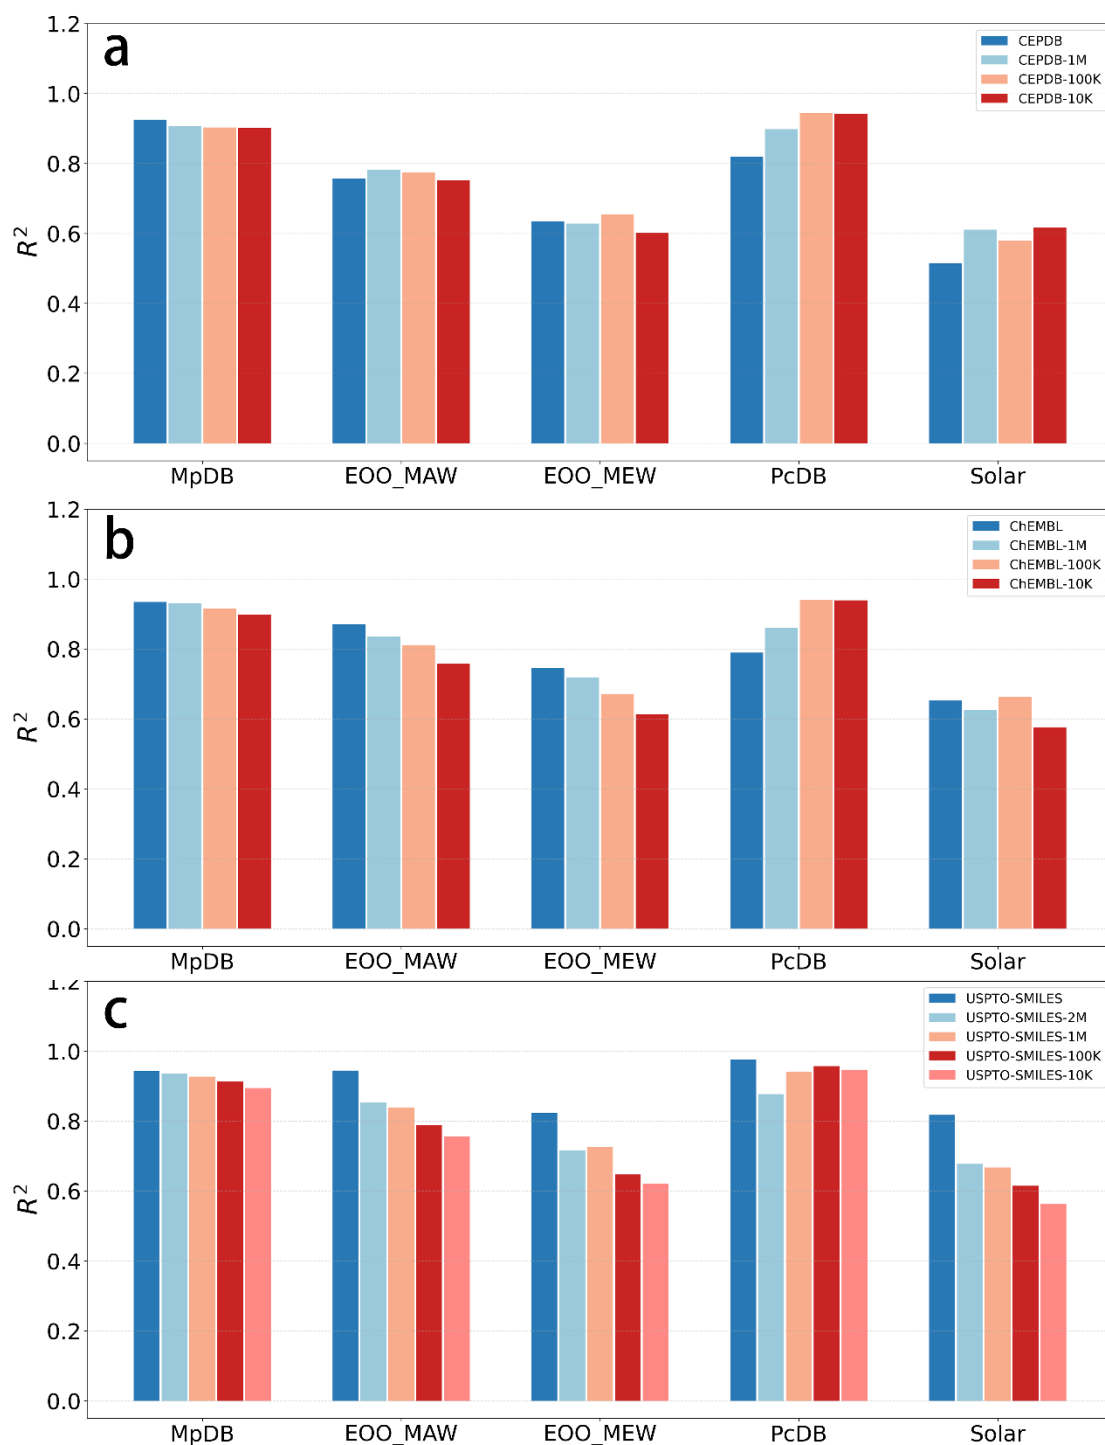 a
1.2
1.0
0.8
0.6
0.4
0.2
0.0
R²
CEPDB
CEPDB-1M
CEPDB-100K
CEPDB-10K
MpDB EOO_MAW EOO_MEW PcDB Solar
b
1.2
1.0
0.8
0.6
0.4
0.2
0.0
R²
ChEMBL
ChEMBL-1M
ChEMBL-100K
ChEMBL-10K
MpDB EOO_MAW EOO_MEW PcDB Solar
c
1.2
1.0
0.8
0.6
0.4
0.2
0.0
R²
USPTO-SMILES
USPTO-SMILES-2M
USPTO-SMILES-1M
USPTO-SMILES-100K
USPTO-SMILES-10K
MpDB EOO_MAW EOO_MEW PcDB Solar